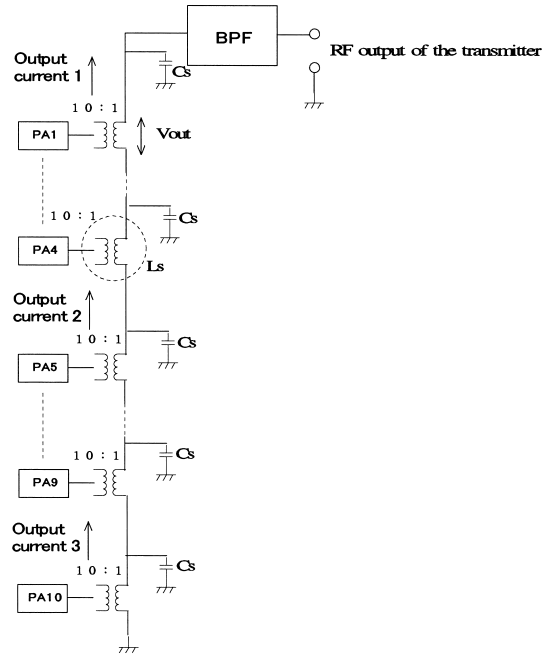 BPF
RF output of the transmitter
Output
current 1
Cs
10:1
PA1
Vout
10:1
Cs
PA4
Ls
Output
current 2
10:1
Cs
PA5
10:1
Cs
PA9
Output
current 3
10:1
Cs
PA10